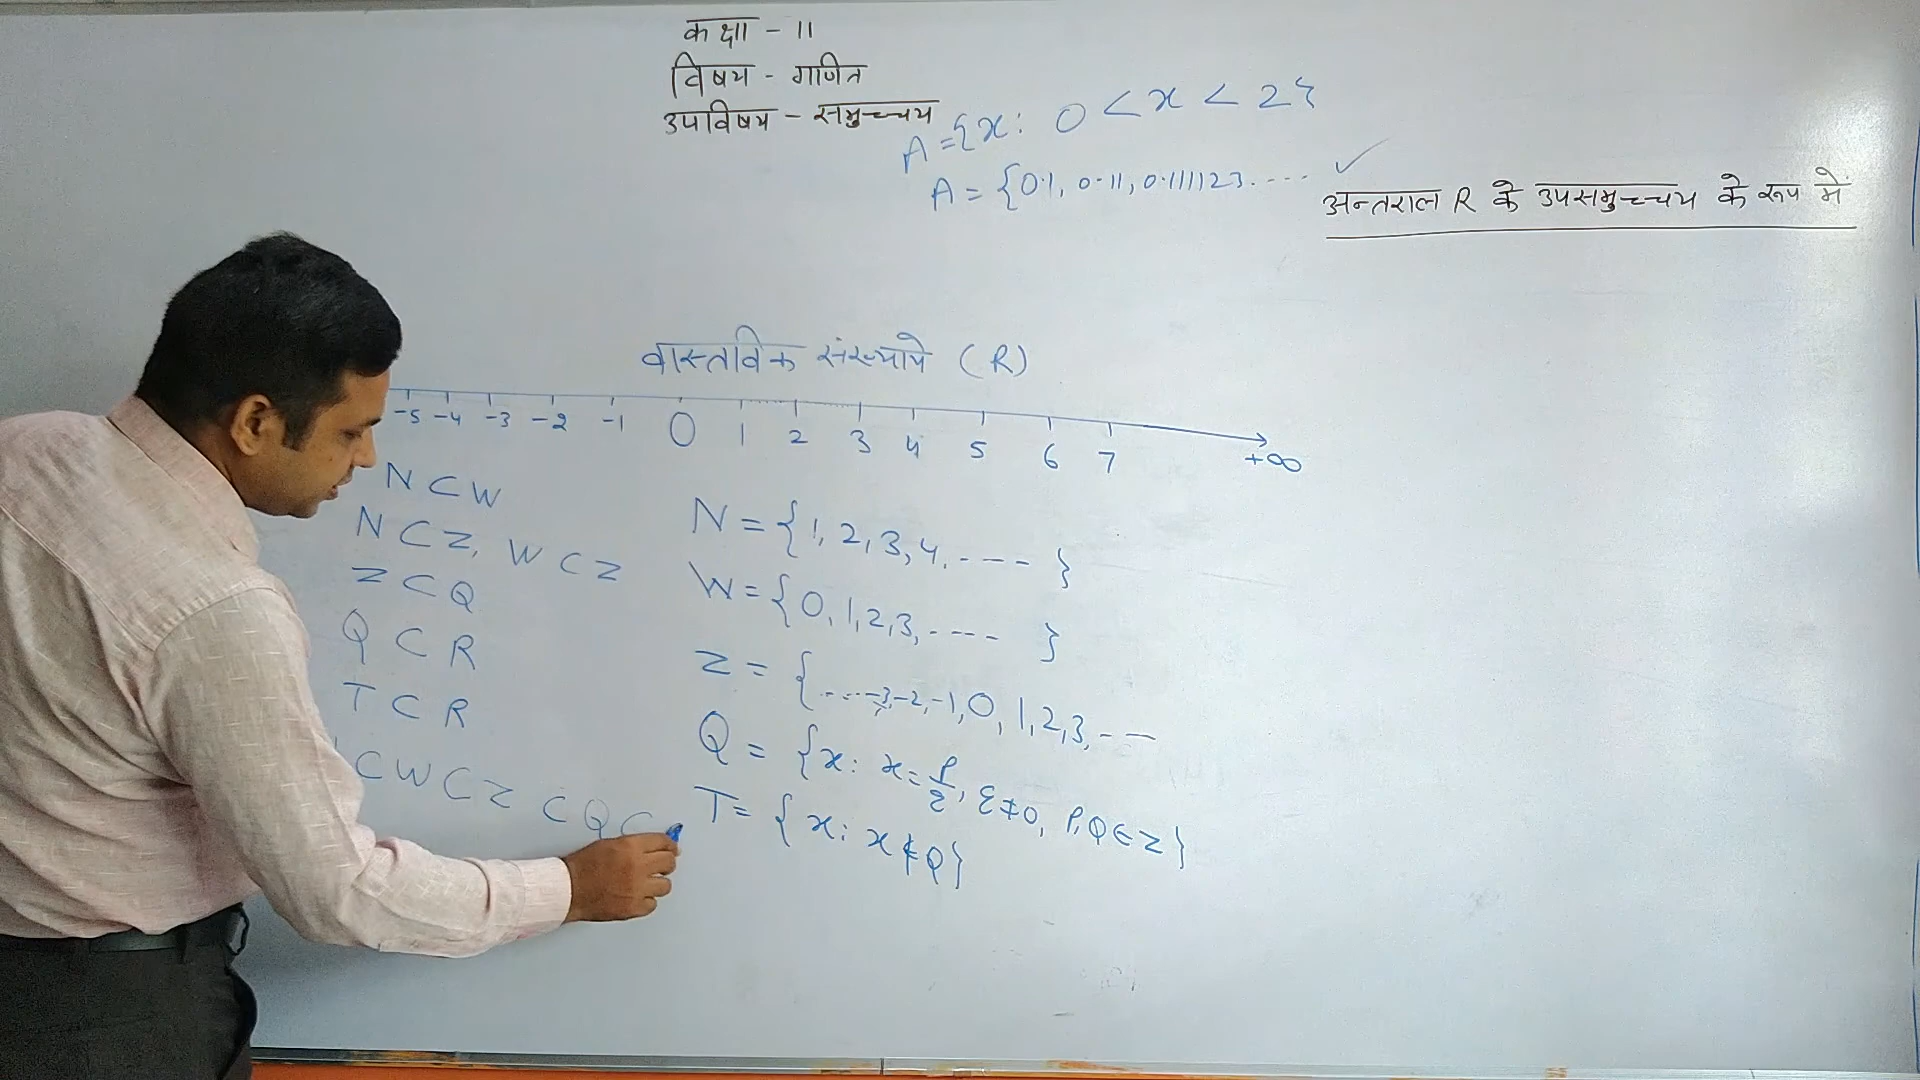 कक्षा - 11
विषय - गणित
उपविषय - समुच्चय
A = {x : 0 < x < 2}
A = {0.1, 0.11, 0.111123.---- ✓
अन्तराल R के उपसमुच्चय के रूप में
वास्तविक संख्यायें (R)
-5 -4 -3 -2 -1 0 1 2 3 4 5 6 7 +∞
N ⊂ W
N ⊂ Z, W ⊂ Z
Z ⊂ Q
Q ⊂ R
T ⊂ R
⊂ W ⊂ Z ⊂ Q ⊂
N = {1, 2, 3, 4, ---- }
W = {0, 1, 2, 3, ---- }
Z = {.....-3,-2,-1, 0, 1, 2, 3, --
Q = {x : x = p/q, q ≠ 0, P, Q ∈ Z}
T = {x : x ∉ Q}